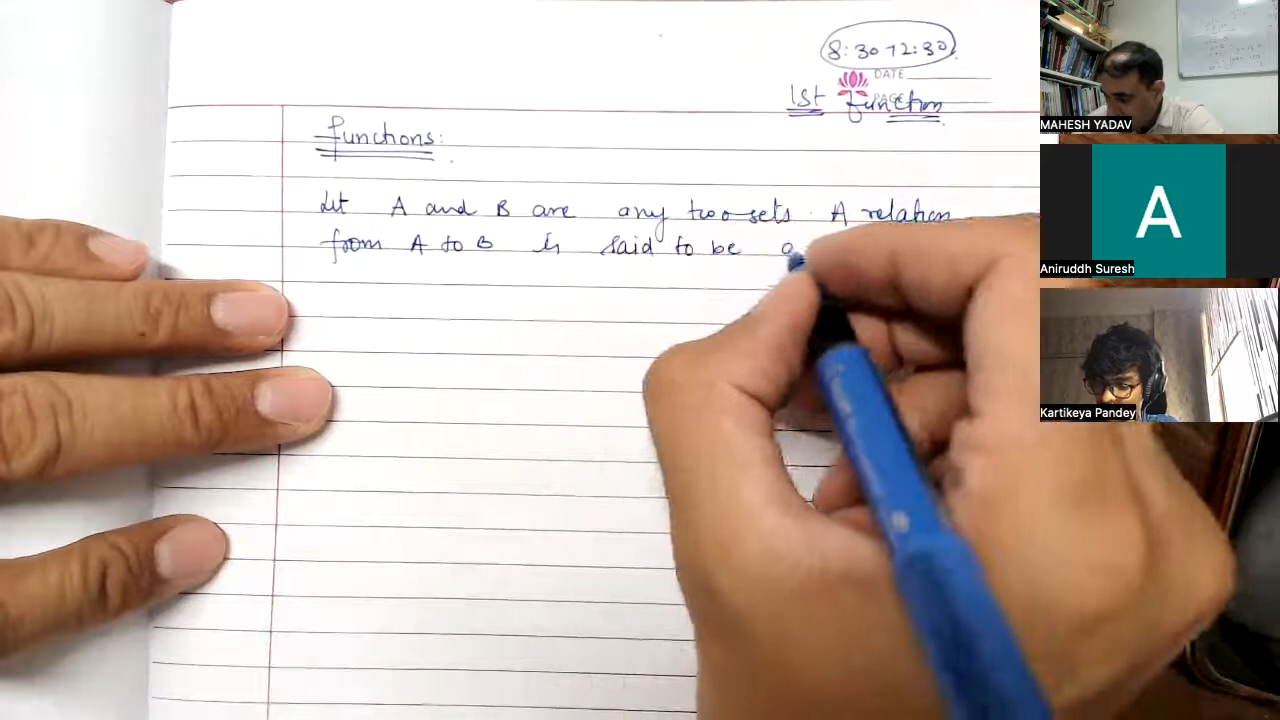 8:30-12:30
DATE
PAGE
1st function
MAHESH YADAV
functions:
Let A and B are any two sets. A relation
from A to B is said to be a
A
Aniruddh Suresh
Kartikeya Pandey